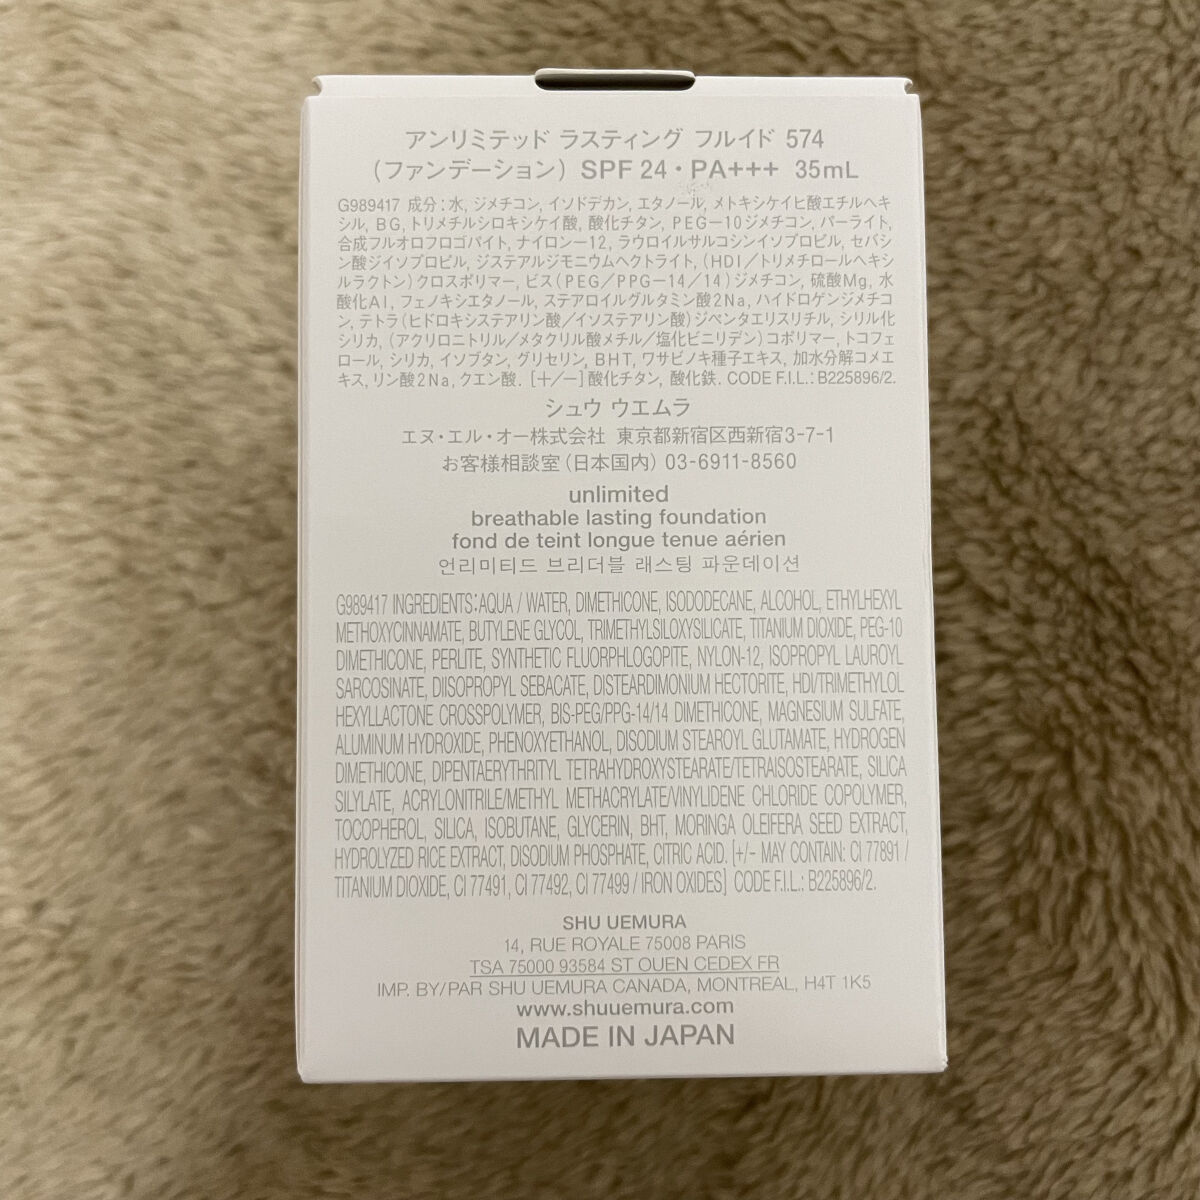 アンリミテッド ラスティング フルイド 574
（ファンデーション）SPF 24・PA+++ 35mL
G989417 成分：水, ジメチコン, イソドデカン, エタノール, メトキシケイヒ酸エチルヘキ
シル, BG, トリメチルシロキシケイ酸, 酸化チタン, PEGー10ジメチコン, パーライト,
合成フルオロフロゴパイト, ナイロンー12, ラウロイルサルコシンイソプロピル, セバシ
ン酸ジイソプロピル, ジステアルジモニウムヘクトライト,（HDI／トリメチロールヘキシ
ルラクトン）クロスポリマー, ビス（PEG／PPGー14／14）ジメチコン, 硫酸Mg, 水
酸化Al, フェノキシエタノール, ステアロイルグルタミン酸2Na, ハイドロゲンジメチコ
ン, テトラ（ヒドロキシステアリン酸／イソステアリン酸）ジペンタエリスリチル, シリル化
シリカ,（アクリロニトリル／メタクリル酸メチル／塩化ビニリデン）コポリマー, トコフェ
ロール, シリカ, イソブタン, グリセリン, BHT, ワサビノキ種子エキス, 加水分解コメエ
キス, リン酸2Na, クエン酸.［＋／−］酸化チタン, 酸化鉄. CODE F.I.L.: B225896/2.
シュウ ウエムラ
エヌ・エル・オー株式会社 東京都新宿区西新宿3-7-1
お客様相談室（日本国内）03-6911-8560
unlimited
breathable lasting foundation
fond de teint longue tenue aérien
언리미티드 브리더블 래스팅 파운데이션
G989417 INGREDIENTS: AQUA / WATER, DIMETHICONE, ISODODECANE, ALCOHOL, ETHYLHEXYL
METHOXYCINNAMATE, BUTYLENE GLYCOL, TRIMETHYLSILOXYSILICATE, TITANIUM DIOXIDE, PEG-10
DIMETHICONE, PERLITE, SYNTHETIC FLUORPHLOGOPITE, NYLON-12, ISOPROPYL LAUROYL
SARCOSINATE, DIISOPROPYL SEBACATE, DISTEARDIMONIUM HECTORITE, HDI/TRIMETHYLOL
HEXYLLACTONE CROSSPOLYMER, BIS-PEG/PPG-14/14 DIMETHICONE, MAGNESIUM SULFATE,
ALUMINUM HYDROXIDE, PHENOXYETHANOL, DISODIUM STEAROYL GLUTAMATE, HYDROGEN
DIMETHICONE, DIPENTAERYTHRITYL TETRAHYDROXYSTEARATE/TETRAISOSTEARATE, SILICA
SILYLATE, ACRYLONITRILE/METHYL METHACRYLATE/VINYLIDENE CHLORIDE COPOLYMER,
TOCOPHEROL, SILICA, ISOBUTANE, GLYCERIN, BHT, MORINGA OLEIFERA SEED EXTRACT,
HYDROLYZED RICE EXTRACT, DISODIUM PHOSPHATE, CITRIC ACID. [+/- MAY CONTAIN: CI 77891 /
TITANIUM DIOXIDE, CI 77491, CI 77492, CI 77499 / IRON OXIDES] CODE F.I.L.: B225896/2.
SHU UEMURA
14, RUE ROYALE 75008 PARIS
TSA 75000 93584 ST OUEN CEDEX FR
IMP. BY/PAR SHU UEMURA CANADA, MONTREAL, H4T 1K5
www.shuuemura.com
MADE IN JAPAN